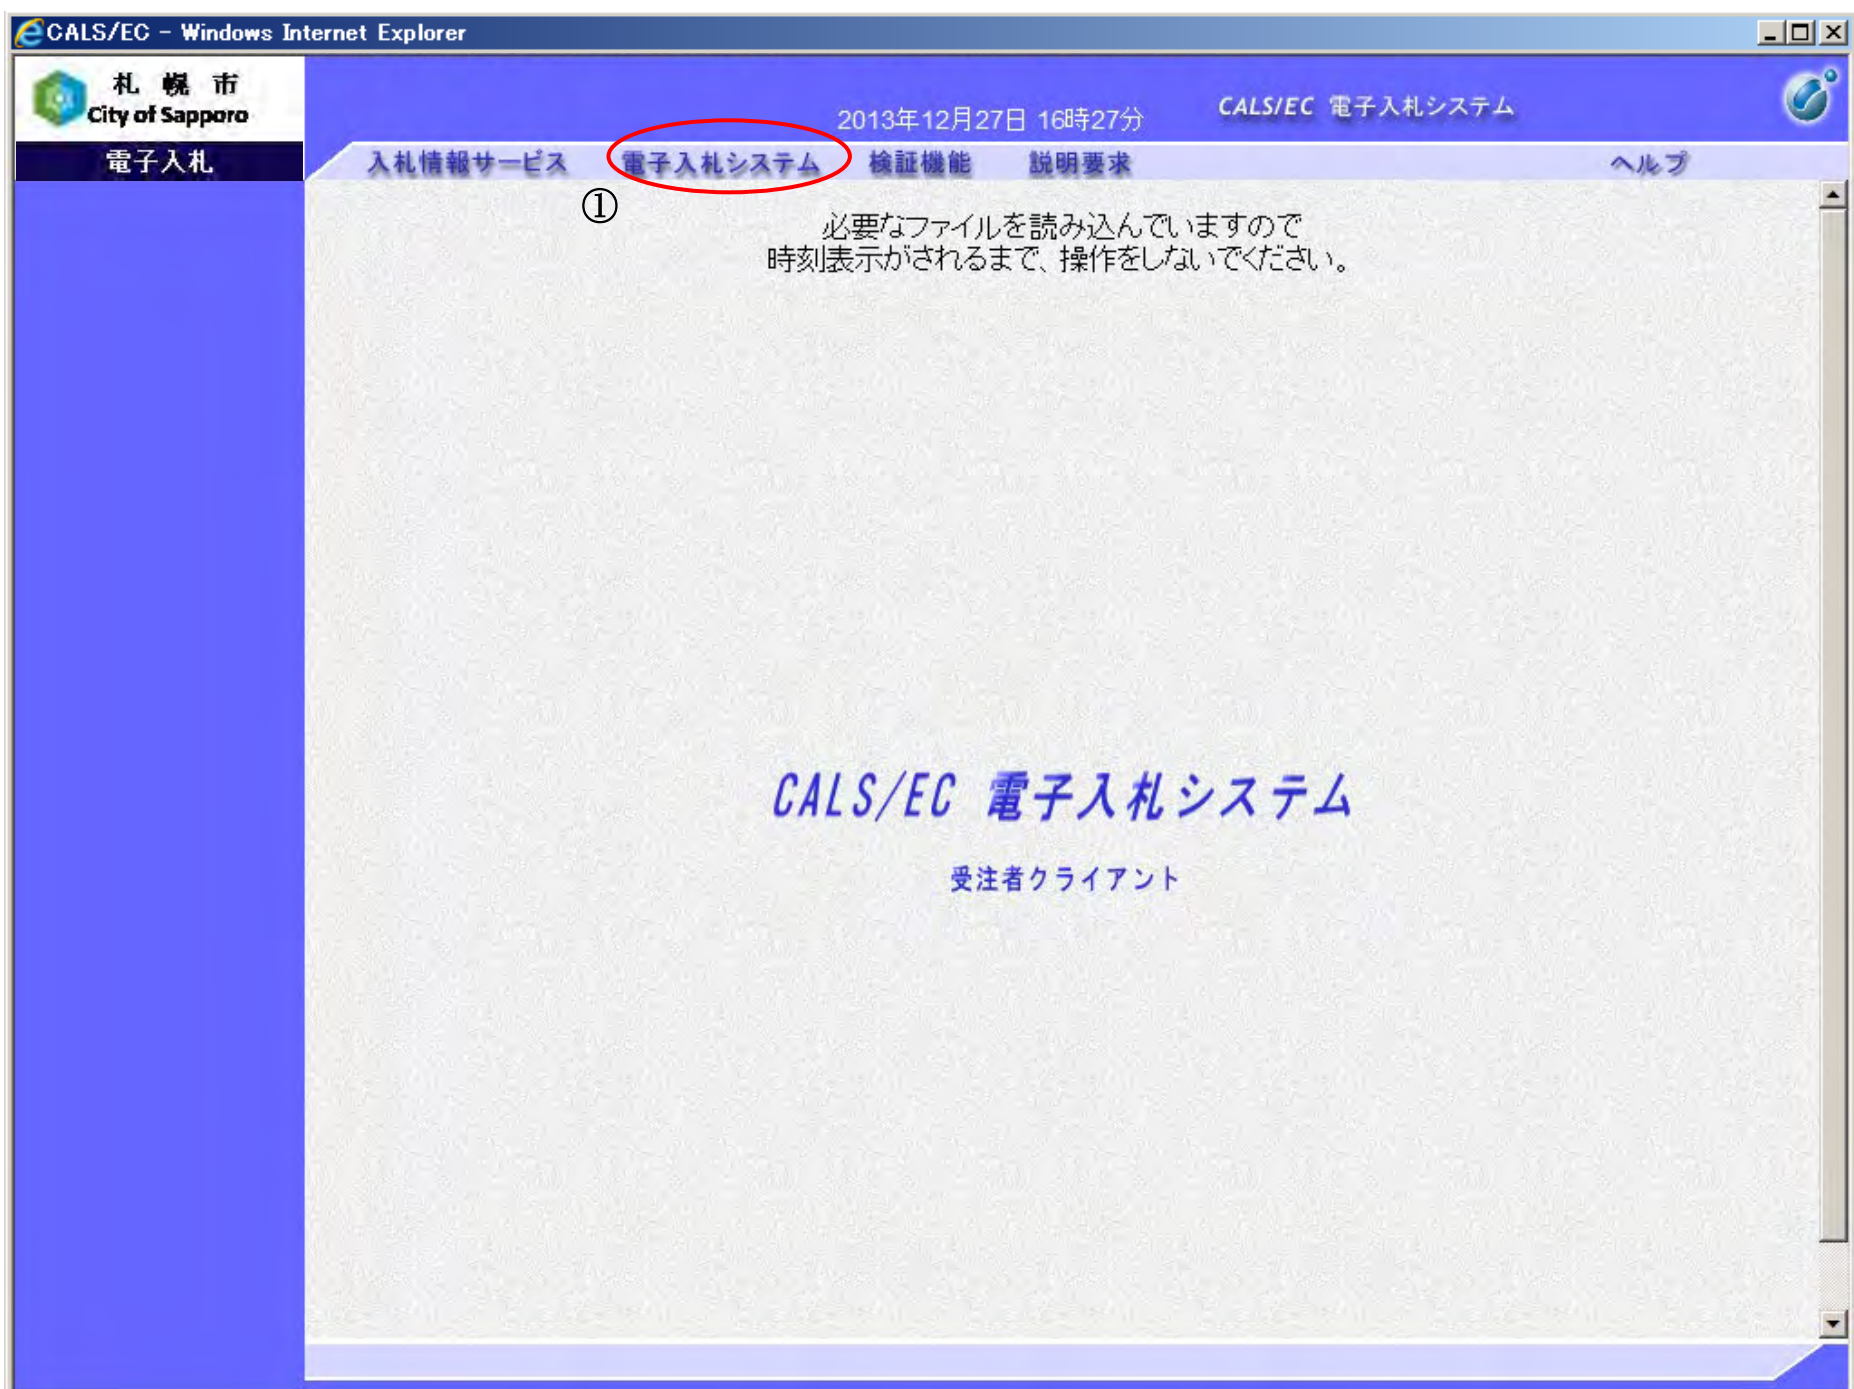 CALS/EC - Windows Internet Explorer
札 幌 市
City of Sapporo
2013年12月27日 16時27分
CALS/EC 電子入札システム
電子入札
入札情報サービス 電子入札システム 検証機能 説明要求 ヘルプ
①
必要なファイルを読み込んでいますので
時刻表示がされるまで、操作をしないでください。
CALS/EC 電子入札システム
受注者クライアント